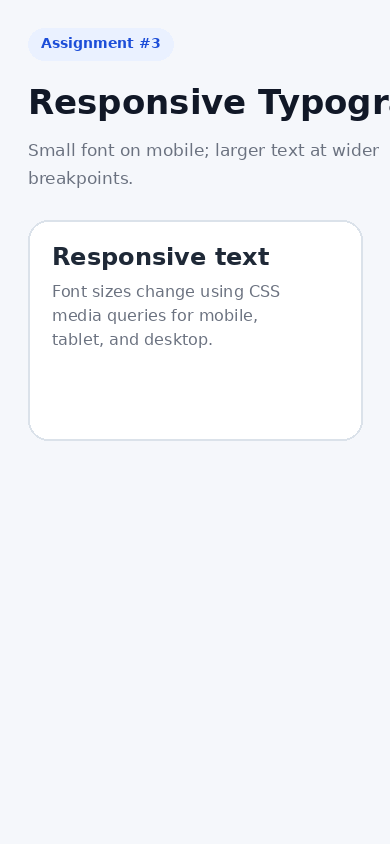 Assignment #3
Responsive Typogra
Small font on mobile; larger text at wider
breakpoints.
Responsive text
Font sizes change using CSS
media queries for mobile,
tablet, and desktop.